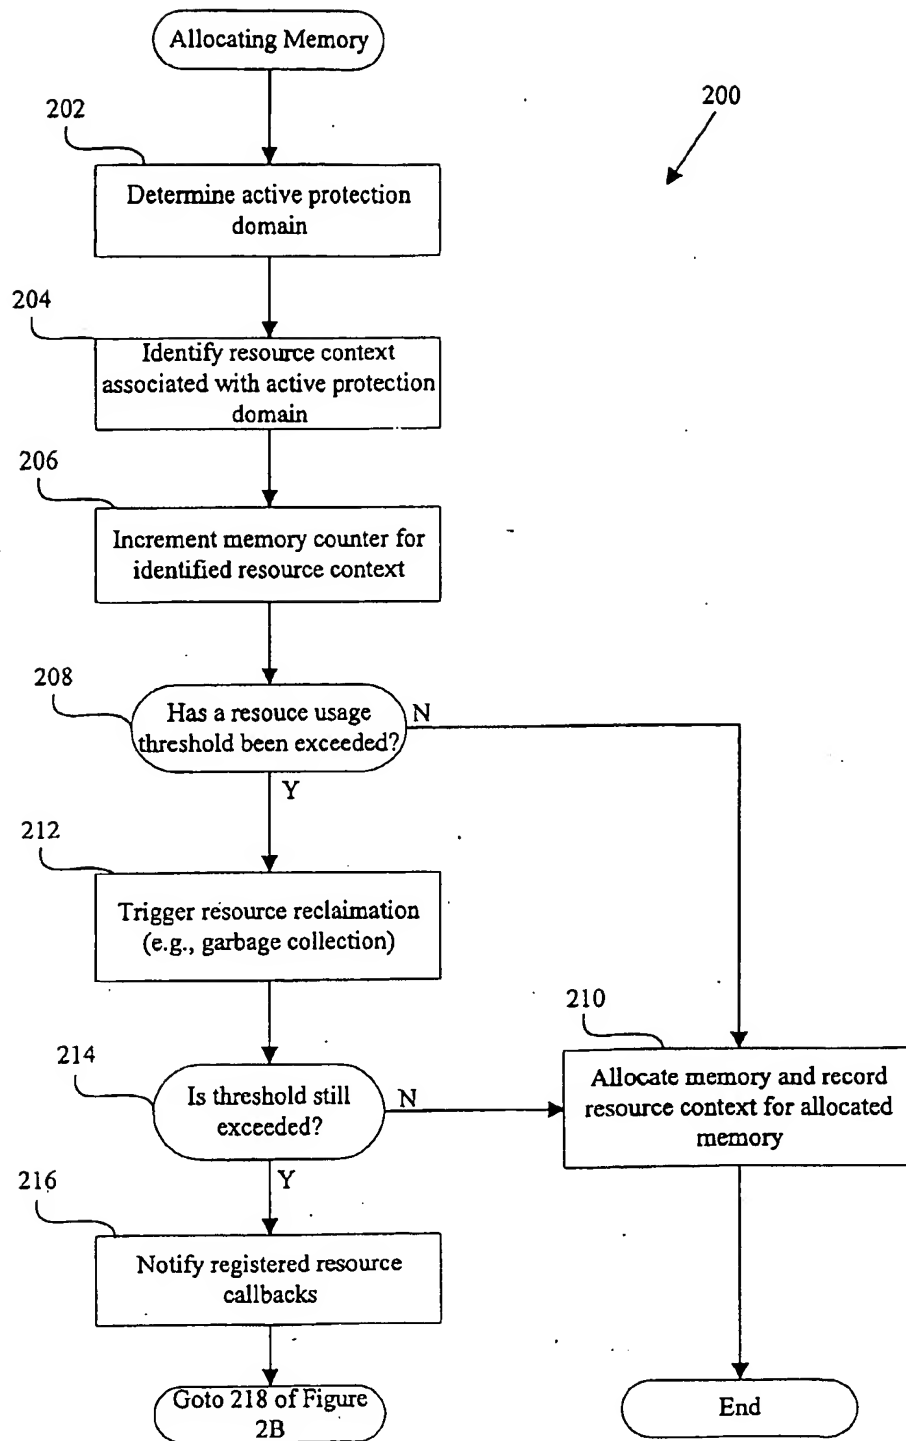 Allocating Memory
200
202
Determine active protection
domain
204
Identify resource context
associated with active protection
domain
206
Increment memory counter for
identified resource context
208
Has a resouce usage
threshold been exceeded?
N
Y
212
Trigger resource reclaimation
(e.g., garbage collection)
210
Allocate memory and record
resource context for allocated
memory
214
Is threshold still
exceeded?
N
Y
216
Notify registered resource
callbacks
Goto 218 of Figure
2B
End